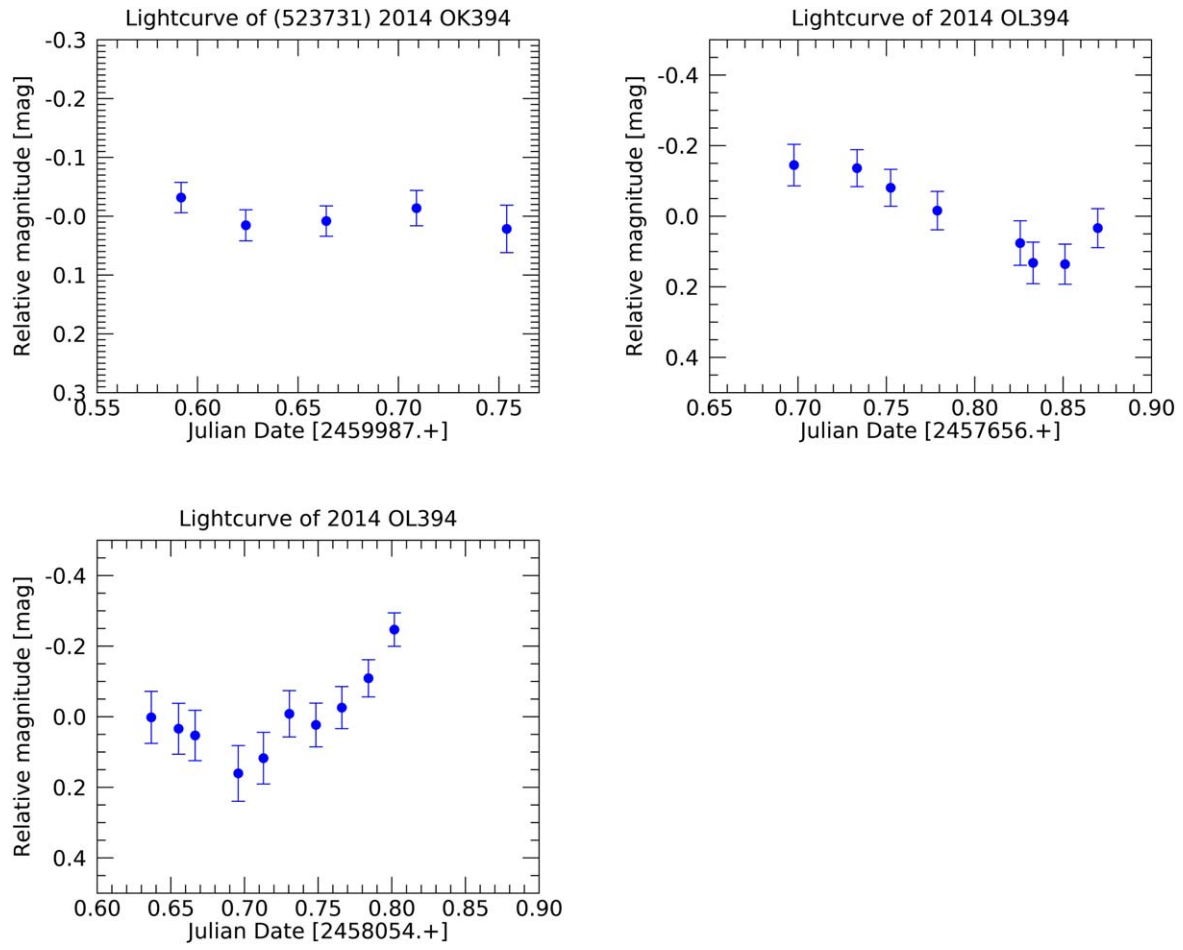 Lightcurve of (523731) 2014 OK394
Relative magnitude [mag]
-0.3
-0.2
-0.1
-0.0
0.1
0.2
0.3
0.55 0.60 0.65 0.70 0.75
Julian Date [2459987.+]
Lightcurve of 2014 OL394
Relative magnitude [mag]
-0.4
-0.2
0.0
0.2
0.4
0.65 0.70 0.75 0.80 0.85 0.90
Julian Date [2457656.+]
Lightcurve of 2014 OL394
Relative magnitude [mag]
-0.4
-0.2
0.0
0.2
0.4
0.60 0.65 0.70 0.75 0.80 0.85 0.90
Julian Date [2458054.+]